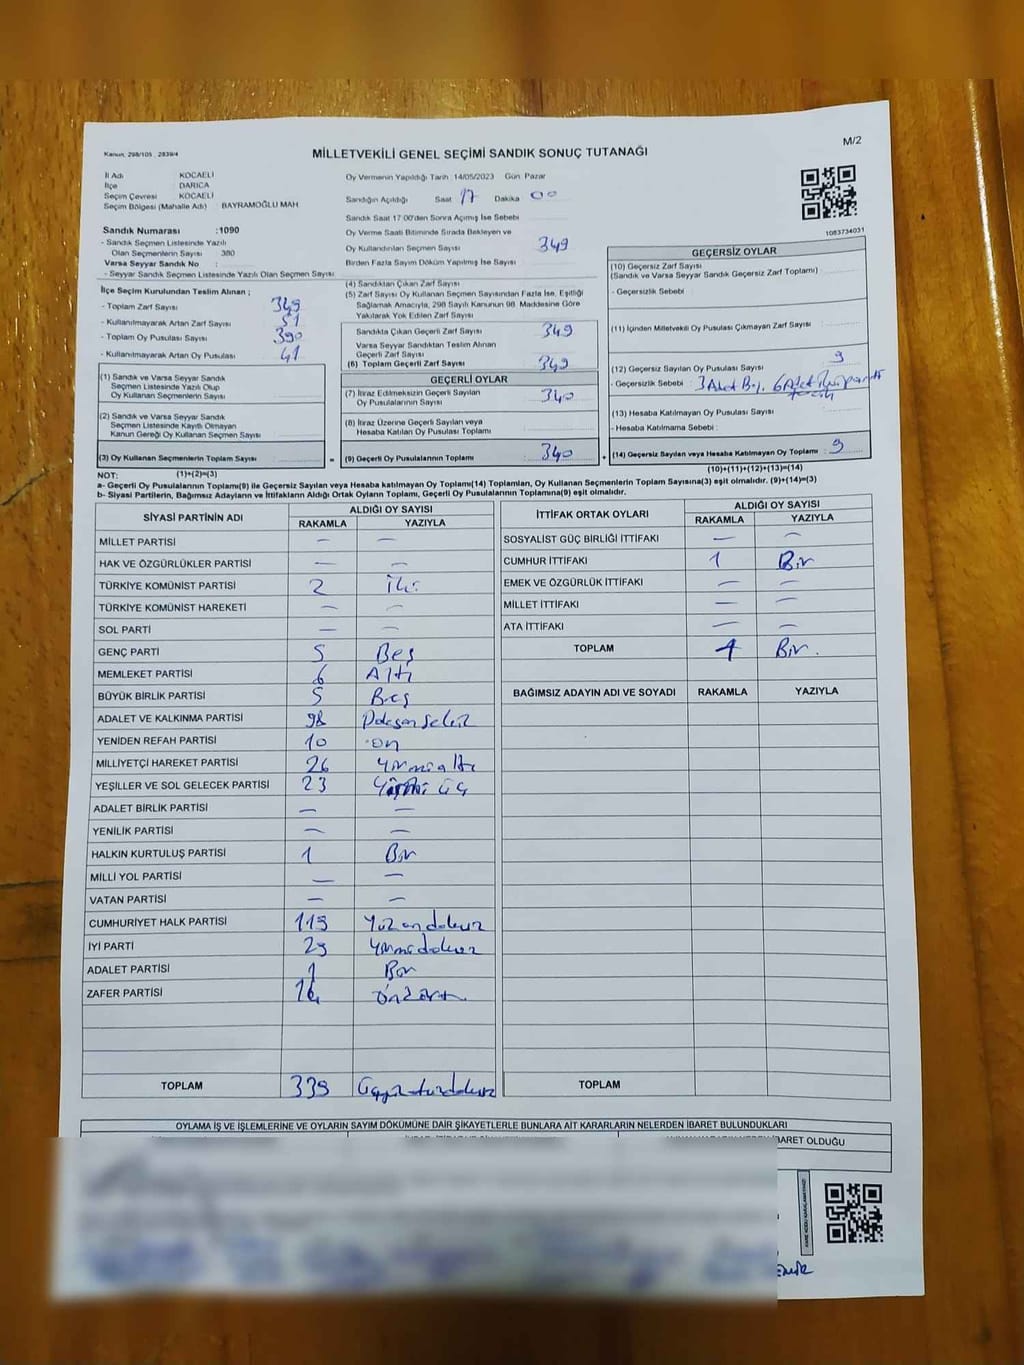 Kanun, 298/105 , 2839/4
M/2
MİLLETVEKİLİ GENEL SEÇİMİ SANDIK SONUÇ TUTANAĞI
İl Adı KOCAELİ
İlçe DARICA
Seçim Çevresi KOCAELİ
Seçim Bölgesi (Mahalle Adı) : BAYRAMOĞLU MAH
Sandık Numarası :1090
- Sandık Seçmen Listesinde Yazılı
Olan Seçmenlerin Sayısı 380
Varsa Seyyar Sandık No :
- Seyyar Sandık Seçmen Listesinde Yazılı Olan Seçmen Sayısı
Oy Vermenin Yapıldığı Tarih 14/05/2023 Gün Pazar
Sandığın Açıldığı Saat 17 Dakika 00
Sandık Saat 17:00'den Sonra Açılmış İse Sebebi
Oy Verme Saati Bitiminde Sırada Bekleyen ve
Oy Kullandırılan Seçmen Sayısı 349
Birden Fazla Sayım Döküm Yapılmış İse Sayısı
1083734031
İlçe Seçim Kurulundan Teslim Alınan ;
- Toplam Zarf Sayısı
- Kullanılmayarak Artan Zarf Sayısı 51
- Toplam Oy Pusulası Sayısı 390
- Kullanılmayarak Artan Oy Pusulası 41
(1) Sandık ve Varsa Seyyar Sandık
Seçmen Listesinde Yazılı Olup
Oy Kullanan Seçmenlerin Sayısı
(2) Sandık ve Varsa Seyyar Sandık
Seçmen Listesinde Kayıtlı Olmayan
Kanun Gereği Oy Kullanan Seçmen Sayısı
(3) Oy Kullanan Seçmenlerin Toplam Sayısı
(4) Sandıktan Çıkan Zarf Sayısı
(5) Zarf Sayısı Oy Kullanan Seçmen Sayısından Fazla İse, Eşitliği
Sağlamak Amacıyla, 298 Sayılı Kanunun 98. Maddesine Göre
Yakılarak Yok Edilen Zarf Sayısı
Sandıkta Çıkan Geçerli Zarf Sayısı 349
Varsa Seyyar Sandıktan Teslim Alınan
Geçerli Zarf Sayısı
(6) Toplam Geçerli Zarf Sayısı 349
GEÇERLİ OYLAR
(7) İtiraz Edilmeksizin Geçerli Sayılan
Oy Pusulalarının Sayısı 340
(8) İtiraz Üzerine Geçerli Sayılan veya
Hesaba Katılan Oy Pusulası Toplamı
= (9) Geçerli Oy Pusulalarının Toplamı 340
GEÇERSİZ OYLAR
(10) Geçersiz Zarf Sayısı
(Sandık ve Varsa Seyyar Sandık Geçersiz Zarf Toplamı)
- Geçersizlik Sebebi
(11) İçinden Milletvekili Oy Pusulası Çıkmayan Zarf Sayısı
(12) Geçersiz Sayılan Oy Pusulası Sayısı 9
- Geçersizlik Sebebi : 3 Adet Boş. 6 Adet
(13) Hesaba Katılmayan Oy Pusulası Sayısı
- Hesaba Katılmama Sebebi :
+ (14) Geçersiz Sayılan veya Hesaba Katılmayan Oy Toplamı 9
NOT: (1)+(2)=(3)
(10)+(11)+(12)+(13)=(14)
a- Geçerli Oy Pusulalarının Toplamı(9) ile Geçersiz Sayılan veya Hesaba Katılmayan Oy Toplamı(14) Toplamları, Oy Kullanan Seçmenlerin Toplam Sayısına(3) eşit olmalıdır. (9)+(14)=(3)
b- Siyasi Partilerin, Bağımsız Adayların ve İttifakların Aldığı Ortak Oyların Toplamı, Geçerli Oy Pusulalarının Toplamına(9) eşit olmalıdır.
SİYASİ PARTİNİN ADI ALDIĞI OY SAYISI
RAKAMLA YAZIYLA
MİLLET PARTİSİ — —
HAK VE ÖZGÜRLÜKLER PARTİSİ — —
TÜRKİYE KOMÜNİST PARTİSİ 2 İki
TÜRKİYE KOMÜNİST HAREKETİ — —
SOL PARTİ — —
GENÇ PARTİ 5 Beş
MEMLEKET PARTİSİ 6 Altı
BÜYÜK BİRLİK PARTİSİ 5 Beş
ADALET VE KALKINMA PARTİSİ 98 Doksansekiz
YENİDEN REFAH PARTİSİ 10 on
MİLLİYETÇİ HAREKET PARTİSİ 26 Yirmialtı
YEŞİLLER VE SOL GELECEK PARTİSİ 23 Yirmi üç
ADALET BİRLİK PARTİSİ — —
YENİLİK PARTİSİ — —
HALKIN KURTULUŞ PARTİSİ 1 Bir
MİLLİ YOL PARTİSİ — —
VATAN PARTİSİ — —
CUMHURİYET HALK PARTİSİ 119 Yüzondokuz
İYİ PARTİ 29 Yirmidokuz
ADALET PARTİSİ 1 Bir
ZAFER PARTİSİ 14 Ondört
TOPLAM 339 Üçyüzotuzdokuz
İTTİFAK ORTAK OYLARI ALDIĞI OY SAYISI
RAKAMLA YAZIYLA
SOSYALİST GÜÇ BİRLİĞİ İTTİFAKI — —
CUMHUR İTTİFAKI 1 Bir
EMEK VE ÖZGÜRLÜK İTTİFAKI — —
MİLLET İTTİFAKI — —
ATA İTTİFAKI — —
TOPLAM 1 Bir.
BAĞIMSIZ ADAYIN ADI VE SOYADI RAKAMLA YAZIYLA
TOPLAM
OYLAMA İŞ VE İŞLEMLERİNE VE OYLARIN SAYIM DÖKÜMÜNE DAİR ŞİKAYETLERLE BUNLARA AİT KARARLARIN NELERDEN İBARET BULUNDUKLARI
İBARET OLDUĞU